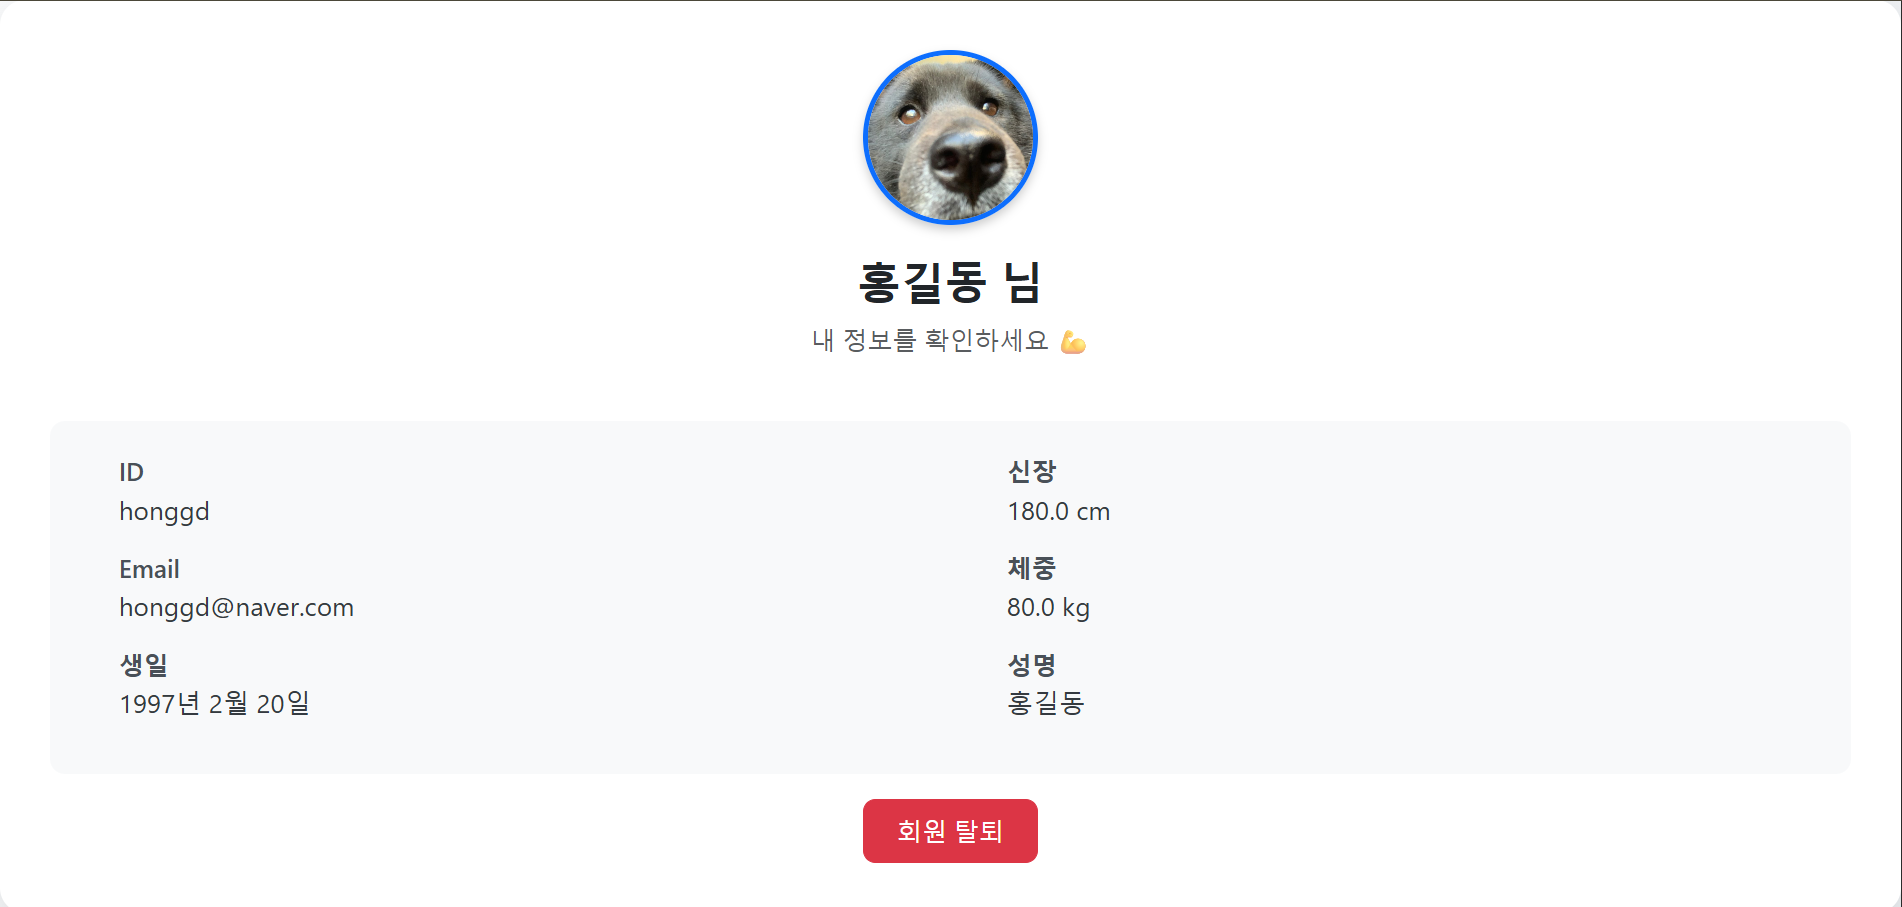 홍길동 님
내 정보를 확인하세요 💪
ID
honggd
Email
honggd@naver.com
생일
1997년 2월 20일
신장
180.0 cm
체중
80.0 kg
성명
홍길동
회원 탈퇴